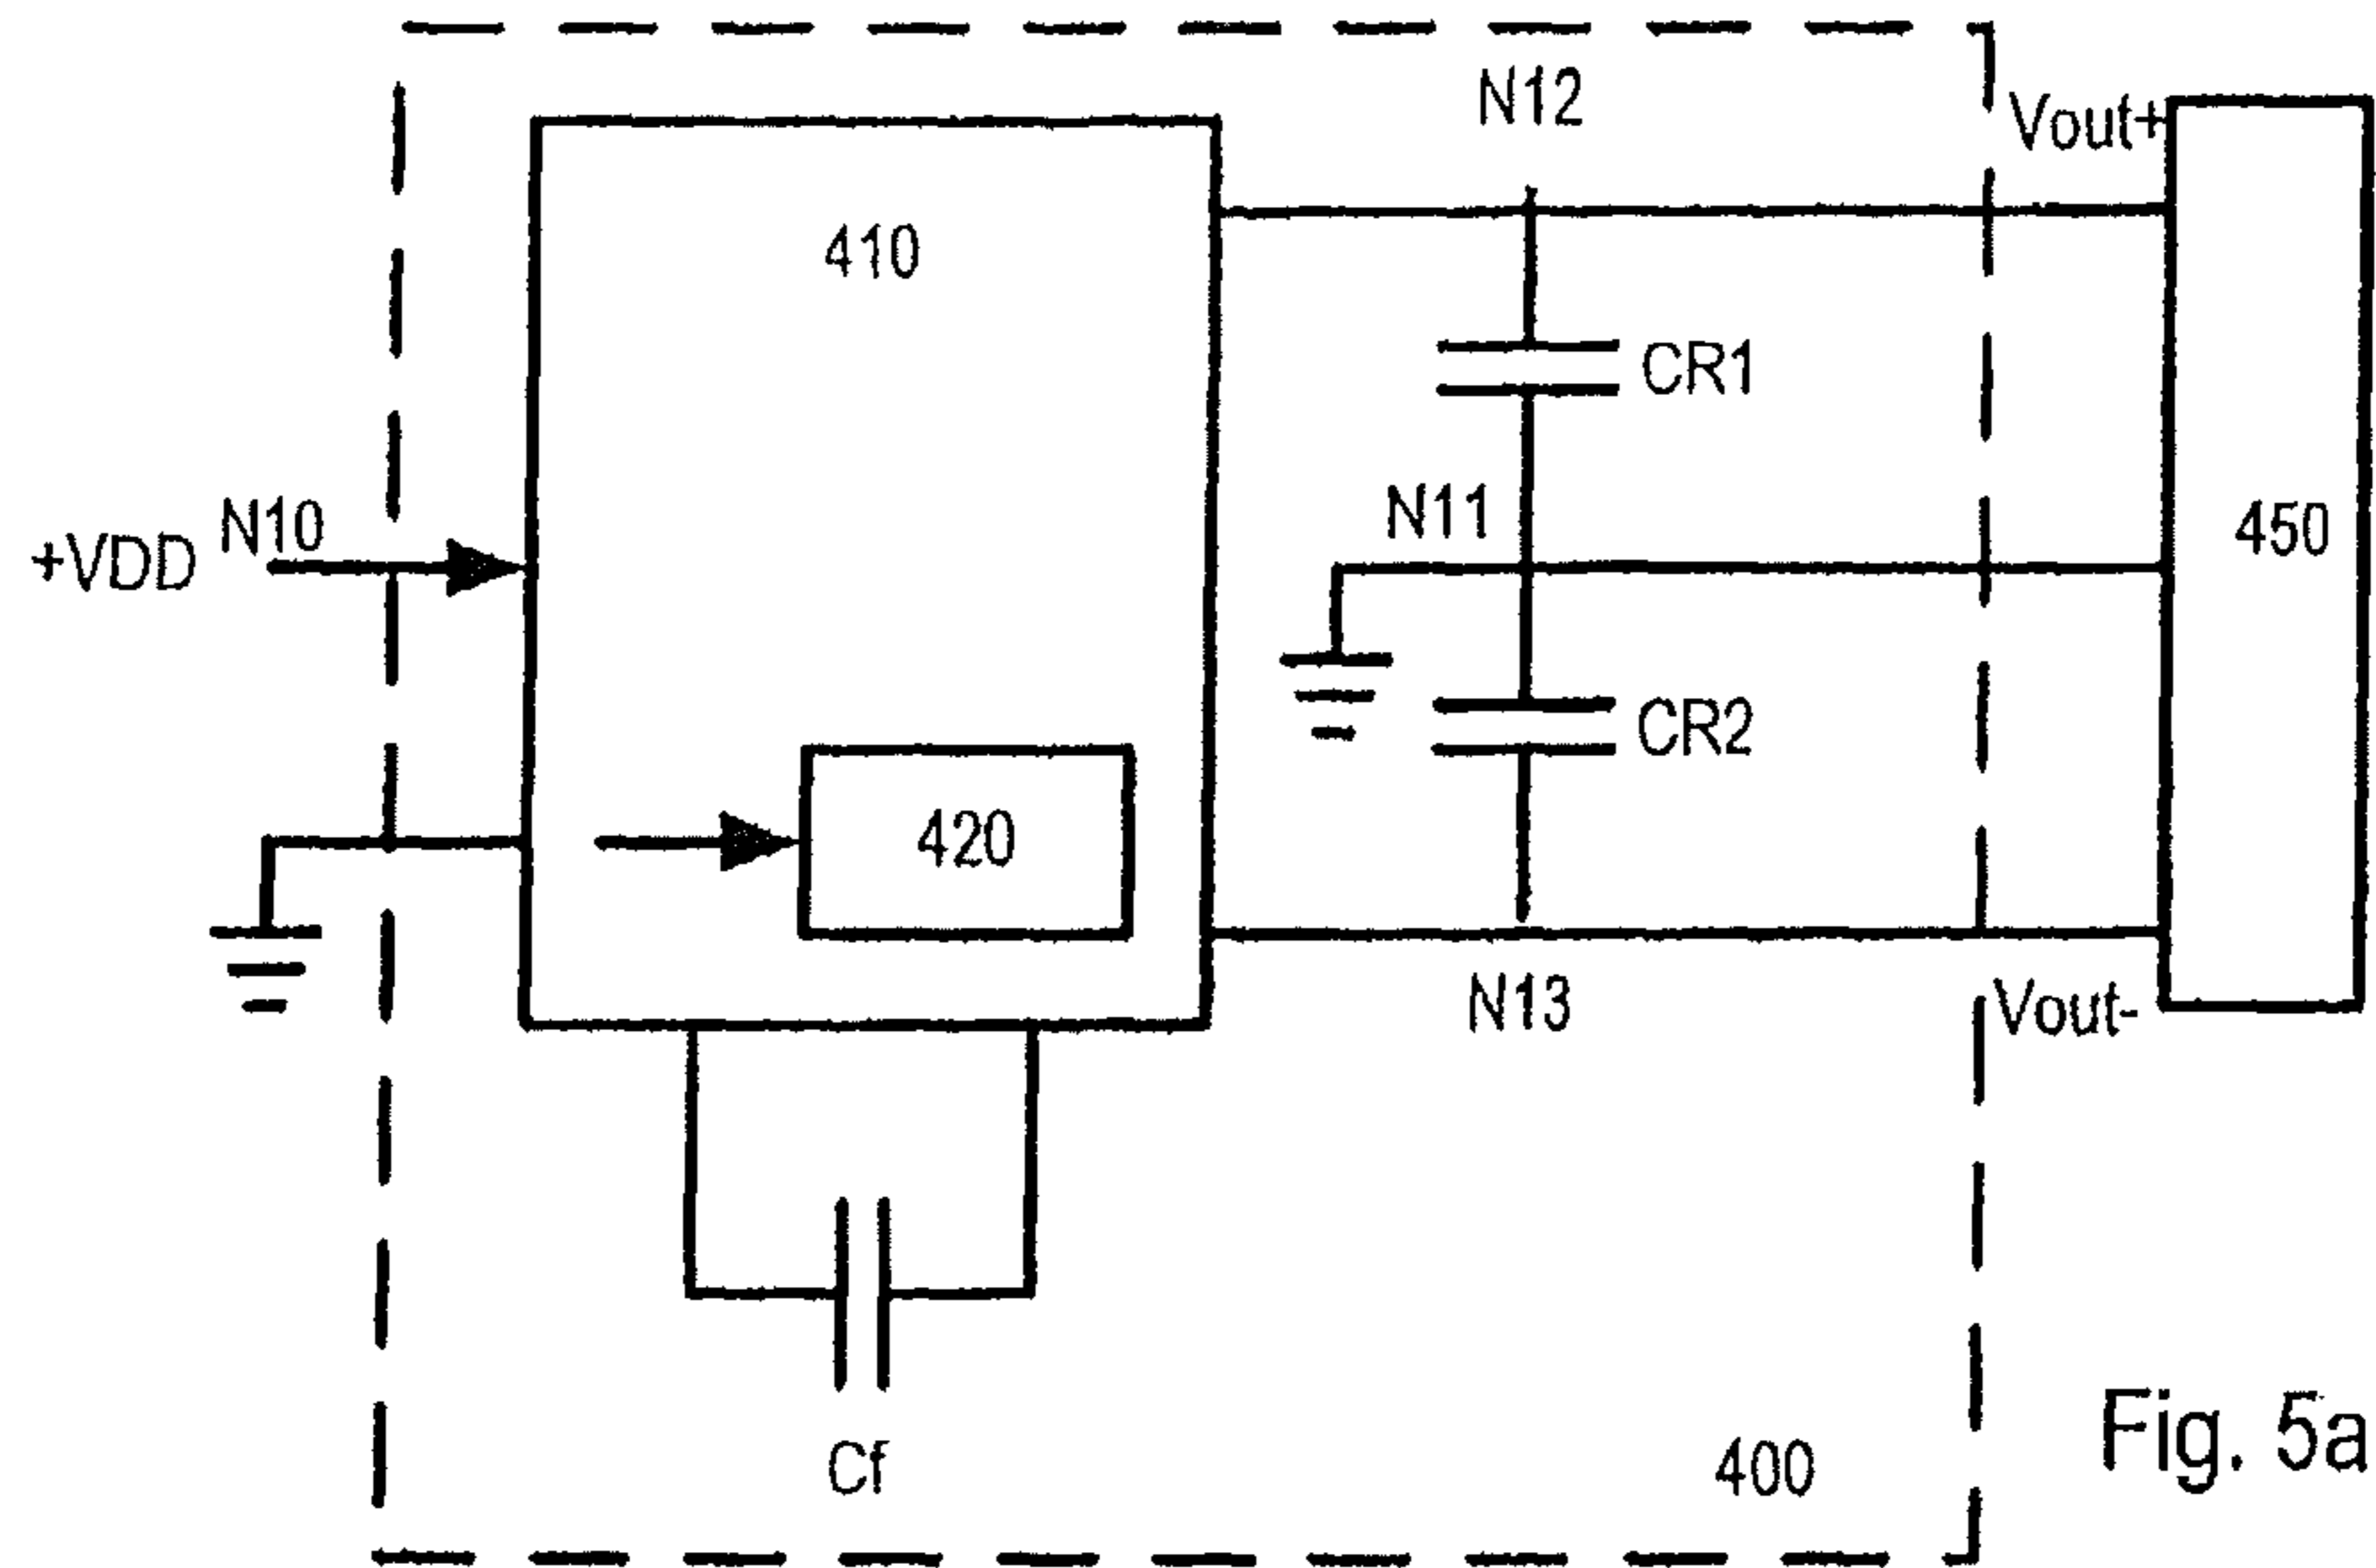 N12
Vout+
410
CR1
N11
N10
+VDD
450
CR2
420
N13
Vout-
Cf
400
Fig. 5a